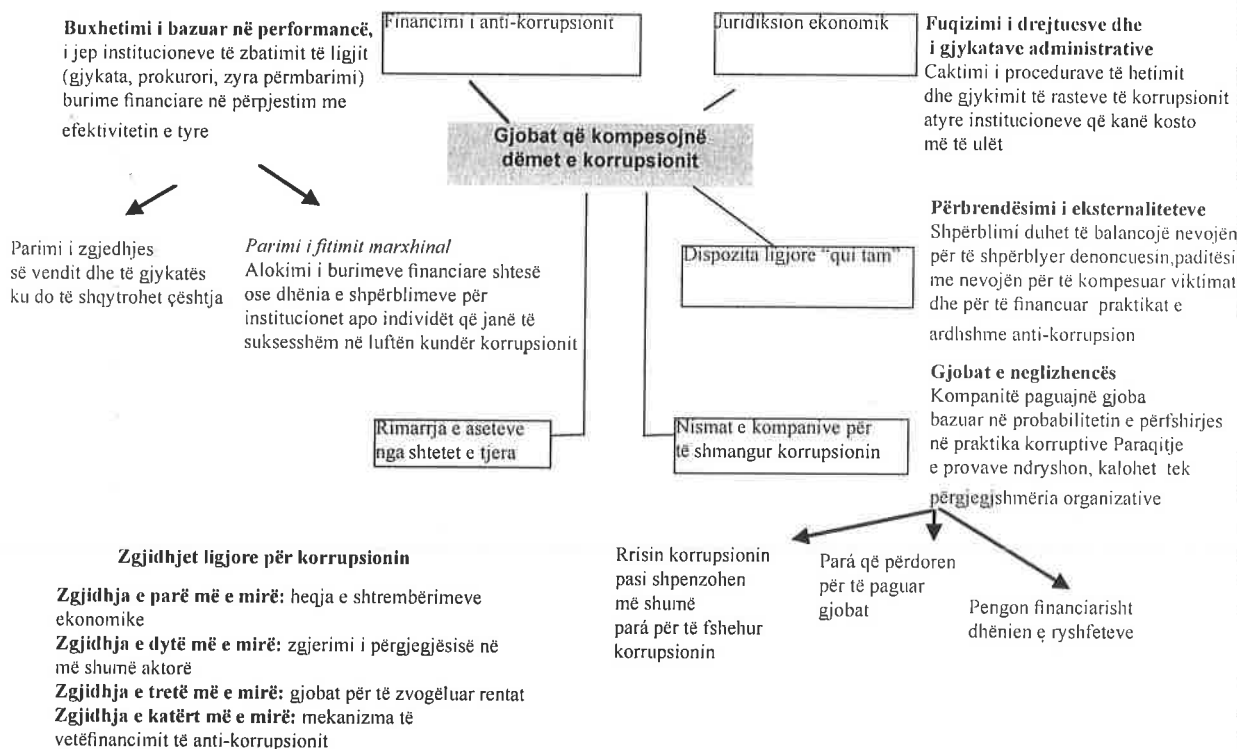 Buxhetimi i bazuar në performancë,
i jep institucioneve të zbatimit të ligjit
(gjykata, prokurori, zyra përmbarimi)
burime financiare në përpjestim me
efektivitetin e tyre
Financimi i anti-korrupsionit
Juridiksion ekonomik
Fuqizimi i drejtuesve dhe
i gjykatave administrative
Caktimi i procedurave të hetimit
dhe gjykimit të rasteve të korrupsionit
atyre institucioneve që kanë kosto
më të ulët
Gjobat që kompesojnë
dëmet e korrupsionit
Parimi i zgjedhjes
së vendit dhe të gjykatës
ku do të shqytrohet çështja
Parimi i fitimit marxhinal
Alokimi i burimeve financiare shtesë
ose dhënia e shpërblimeve për
institucionet apo individët që janë të
suksesshëm në luftën kundër korrupsionit
Dispozita ligjore “qui tam”
Përbrendësimi i eksternaliteteve
Shpërblimi duhet të balancojë nevojën
për të shpërblyer denoncuesin,paditësi
me nevojën për të kompesuar viktimat
dhe për të financuar praktikat e
ardhshme anti-korrupsion
Rimarrja e aseteve
nga shtetet e tjera
Nismat e kompanive për
të shmangur korrupsionin
Gjobat e neglizhencës
Kompanitë paguajnë gjoba
bazuar në probabilitetin e përfshirjes
në praktika korruptive Paraqitje
e provave ndryshon, kalohet tek
përgjegjshmëria organizative
Rrisin korrupsionin
pasi shpenzohen
më shumë
pará për të fshehur
korrupsionin
Pará që përdoren
për të paguar
gjobat
Pengon financiarisht
dhënien e ryshfeteve
Zgjidhjet ligjore për korrupsionin
Zgjidhja e parë më e mirë: heqja e shtrembërimeve
ekonomike
Zgjidhja e dytë më e mirë: zgjerimi i përgjegjësisë në
më shumë aktorë
Zgjidhja e tretë më e mirë: gjobat për të zvogëluar rentat
Zgjidhja e katërt më e mirë: mekanizma të
vetëfinancimit të anti-korrupsionit